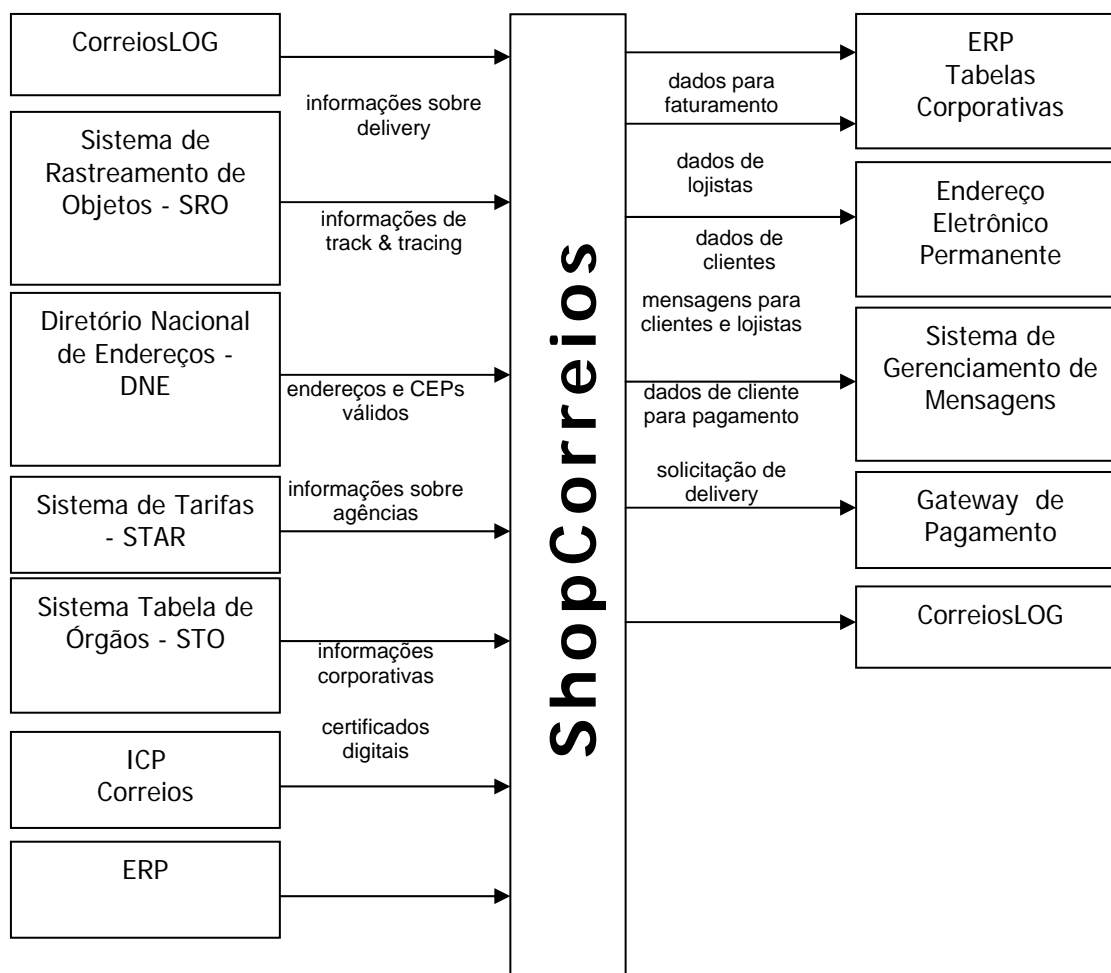 CorreiosLOG
informações sobre
delivery
Sistema de
Rastreamento de
Objetos - SRO
informações de
track & tracing
Diretório Nacional
de Endereços -
DNE
endereços e CEPs
válidos
Sistema de Tarifas
- STAR
informações sobre
agências
Sistema Tabela de
Órgãos - STO
informações
corporativas
certificados
digitais
ICP
Correios
ERP
ShopCorreios
dados para
faturamento
ERP
Tabelas
Corporativas
dados de
lojistas
dados de
clientes
Endereço
Eletrônico
Permanente
mensagens para
clientes e lojistas
Sistema de
Gerenciamento de
Mensagens
dados de cliente
para pagamento
solicitação de
delivery
Gateway de
Pagamento
CorreiosLOG